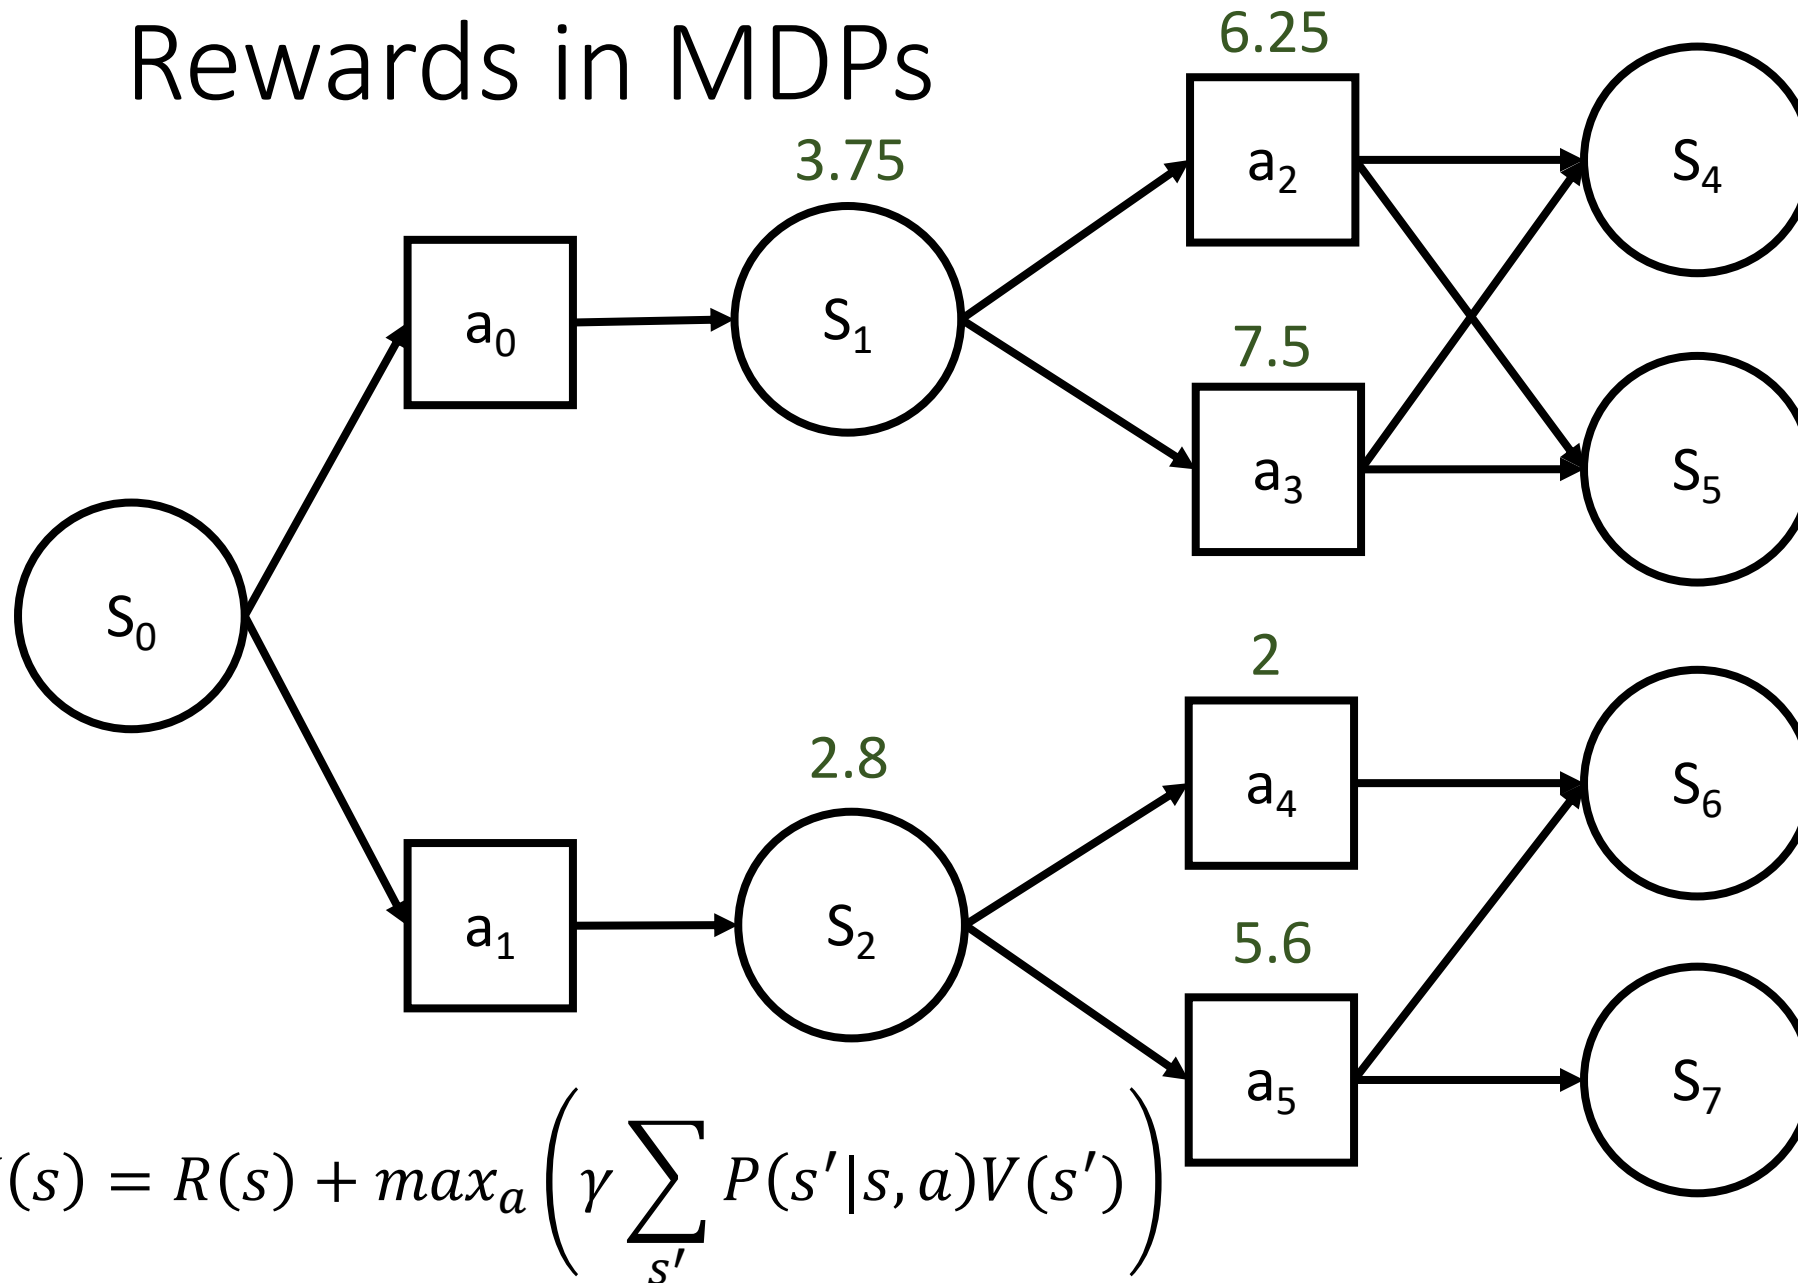 Rewards in MDPs
6.25
3.75
a₂
S₄
a₀
S₁
7.5
a₃
S₅
S₀
2
2.8
a₄
S₆
a₁
S₂
5.6
a₅
S₇
(s) = R(s) + maxₐ (γ ∑ₛ′ P(s′|s, a)V(s′))